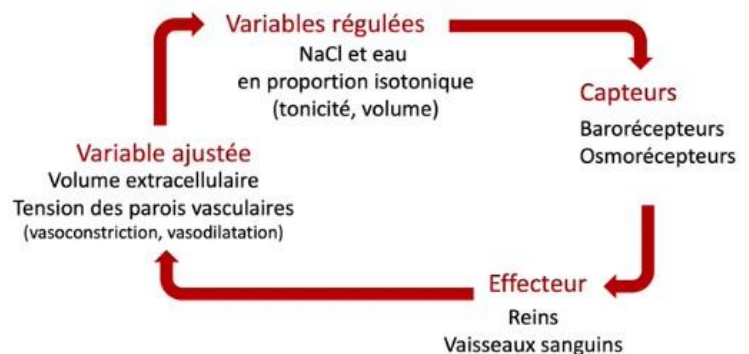 Variables régulées
NaCl et eau
en proportion isotonique
(tonicité, volume)
Capteurs
Barorécepteurs
Osmorécepteurs
Effecteur
Reins
Vaisseaux sanguins
Variable ajustée
Volume extracellulaire
Tension des parois vasculaires
(vasoconstriction, vasodilatation)